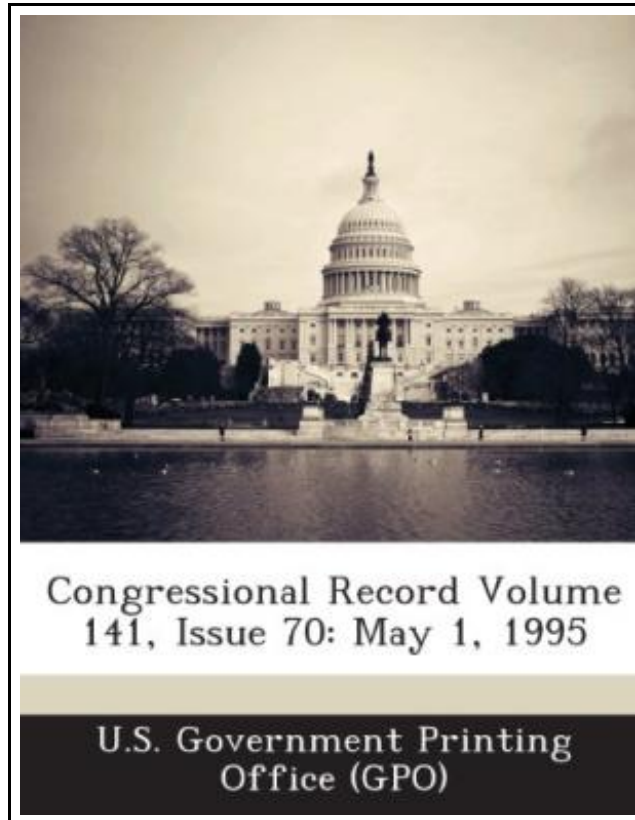 Congressional Record Volume
141, Issue 70: May 1, 1995
U.S. Government Printing
Office (GPO)